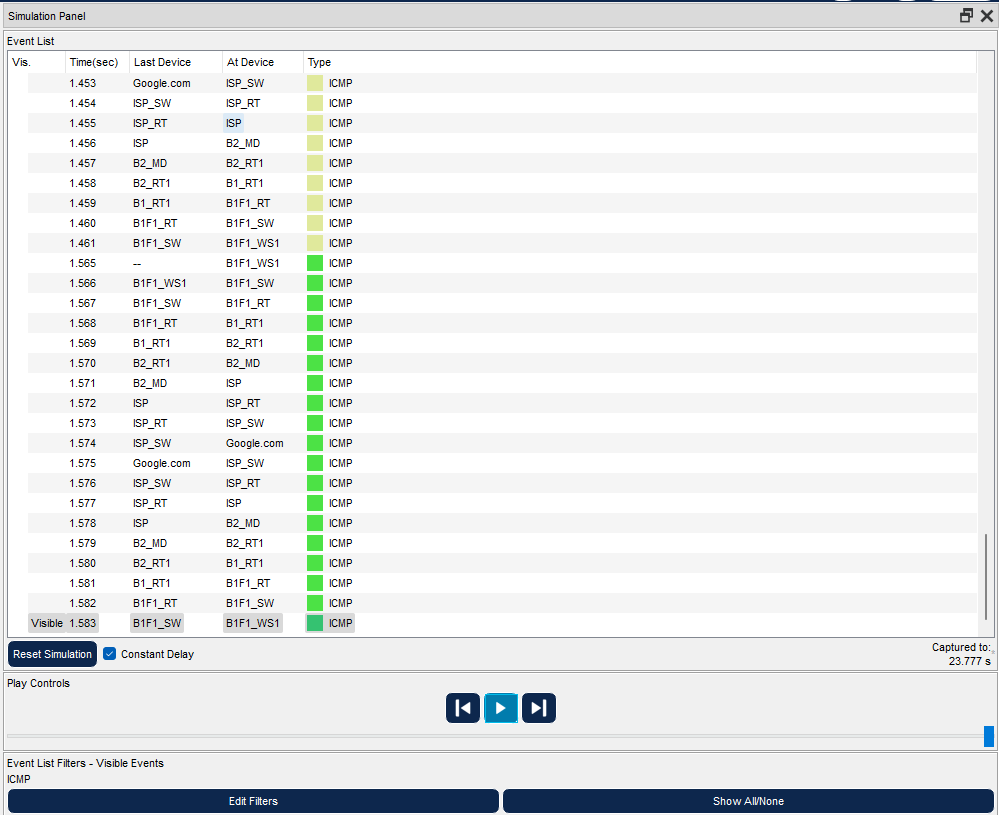 Simulation Panel
Event List
Vis. Time(sec) Last Device At Device Type
1.453 Google.com ISP_SW ICMP
1.454 ISP_SW ISP_RT ICMP
1.455 ISP_RT ISP ICMP
1.456 ISP B2_MD ICMP
1.457 B2_MD B2_RT1 ICMP
1.458 B2_RT1 B1_RT1 ICMP
1.459 B1_RT1 B1F1_RT ICMP
1.460 B1F1_RT B1F1_SW ICMP
1.461 B1F1_SW B1F1_WS1 ICMP
1.565 -- B1F1_WS1 ICMP
1.566 B1F1_WS1 B1F1_SW ICMP
1.567 B1F1_SW B1F1_RT ICMP
1.568 B1F1_RT B1_RT1 ICMP
1.569 B1_RT1 B2_RT1 ICMP
1.570 B2_RT1 B2_MD ICMP
1.571 B2_MD ISP ICMP
1.572 ISP ISP_RT ICMP
1.573 ISP_RT ISP_SW ICMP
1.574 ISP_SW Google.com ICMP
1.575 Google.com ISP_SW ICMP
1.576 ISP_SW ISP_RT ICMP
1.577 ISP_RT ISP ICMP
1.578 ISP B2_MD ICMP
1.579 B2_MD B2_RT1 ICMP
1.580 B2_RT1 B1_RT1 ICMP
1.581 B1_RT1 B1F1_RT ICMP
1.582 B1F1_RT B1F1_SW ICMP
Visible 1.583 B1F1_SW B1F1_WS1 ICMP
Reset Simulation Constant Delay Captured to:
23.777 s
Play Controls
Event List Filters - Visible Events
ICMP
Edit Filters Show All/None